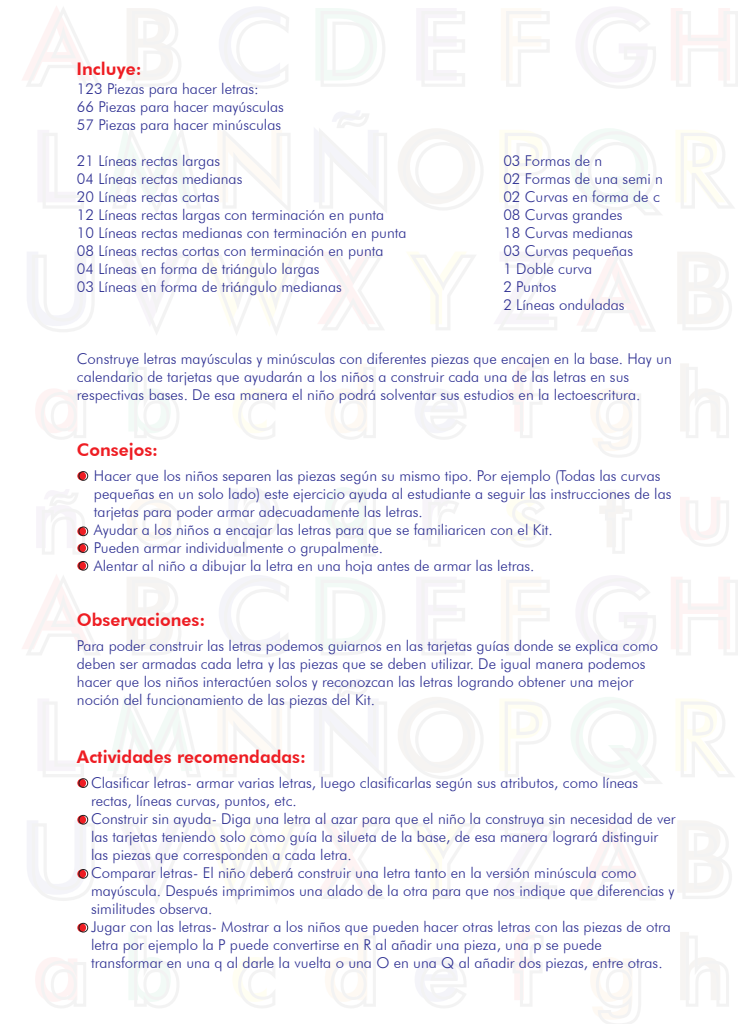 Incluye:
123 Piezas para hacer letras:
66 Piezas para hacer mayúsculas
57 Piezas para hacer minúsculas
21 Líneas rectas largas
04 Líneas rectas medianas
20 Líneas rectas cortas
12 Líneas rectas largas con terminación en punta
10 Líneas rectas medianas con terminación en punta
08 Líneas rectas cortas con terminación en punta
04 Líneas en forma de triángulo largas
03 Líneas en forma de triángulo medianas
03 Formas de n
02 Formas de una semi n
02 Curvas en forma de c
08 Curvas grandes
18 Curvas medianas
03 Curvas pequeñas
1 Doble curva
2 Puntos
2 Líneas onduladas
Construye letras mayúsculas y minúsculas con diferentes piezas que encajen en la base. Hay un
calendario de tarjetas que ayudarán a los niños a construir cada una de las letras en sus
respectivas bases. De esa manera el niño podrá solventar sus estudios en la lectoescritura.
Consejos:
Hacer que los niños separen las piezas según su mismo tipo. Por ejemplo (Todas las curvas
pequeñas en un solo lado) este ejercicio ayuda al estudiante a seguir las instrucciones de las
tarjetas para poder armar adecuadamente las letras.
Ayudar a los niños a encajar las letras para que se familiaricen con el Kit.
Pueden armar individualmente o grupalmente.
Alentar al niño a dibujar la letra en una hoja antes de armar las letras.
Observaciones:
Para poder construir las letras podemos guiarnos en las tarjetas guías donde se explica como
deben ser armadas cada letra y las piezas que se deben utilizar. De igual manera podemos
hacer que los niños interactúen solos y reconozcan las letras logrando obtener una mejor
noción del funcionamiento de las piezas del Kit.
Actividades recomendadas:
Clasificar letras- armar varias letras, luego clasificarlas según sus atributos, como líneas
rectas, líneas curvas, puntos, etc.
Construir sin ayuda- Diga una letra al azar para que el niño la construya sin necesidad de ver
las tarjetas teniendo solo como guía la silueta de la base, de esa manera logrará distinguir
las piezas que corresponden a cada letra.
Comparar letras- El niño deberá construir una letra tanto en la versión minúscula como
mayúscula. Después imprimimos una alado de la otra para que nos indique que diferencias y
similitudes observa.
Jugar con las letras- Mostrar a los niños que pueden hacer otras letras con las piezas de otra
letra por ejemplo la P puede convertirse en R al añadir una pieza, una p se puede
transformar en una q al darle la vuelta o una O en una Q al añadir dos piezas, entre otras.